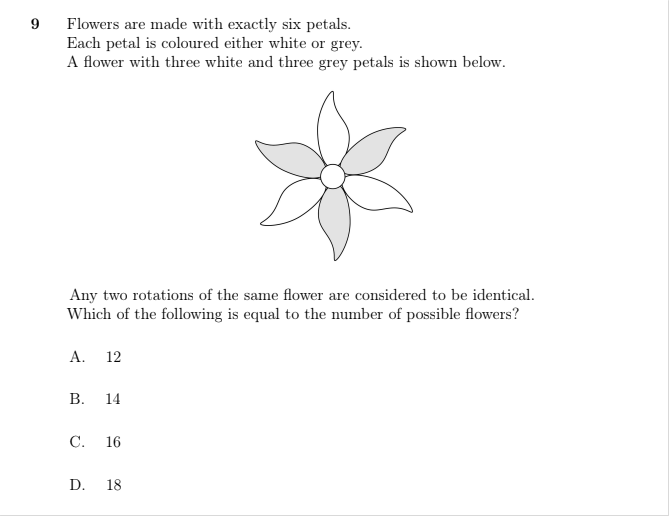 9 Flowers are made with exactly six petals.
Each petal is coloured either white or grey.
A flower with three white and three grey petals is shown below.
Any two rotations of the same flower are considered to be identical.
Which of the following is equal to the number of possible flowers?
A. 12
B. 14
C. 16
D. 18